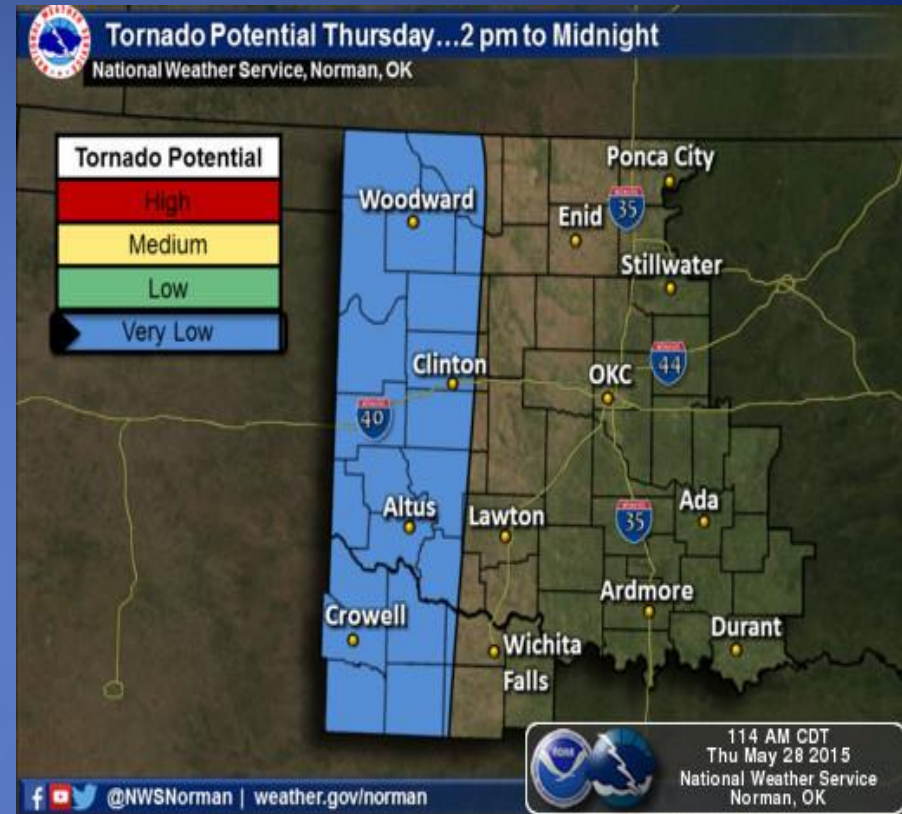 Tornado Potential Thursday...2 pm to Midnight
National Weather Service, Norman, OK
Tornado Potential
High
Medium
Low
Very Low
Ponca City
Woodward
35
Enid
Stillwater
Clinton
44
OKC
40
Altus
Lawton
35
Ada
Ardmore
Crowell
Durant
Wichita
Falls
114 AM CDT
Thu May 28 2015
National Weather Service
Norman, OK
@NWSNorman | weather.gov/norman